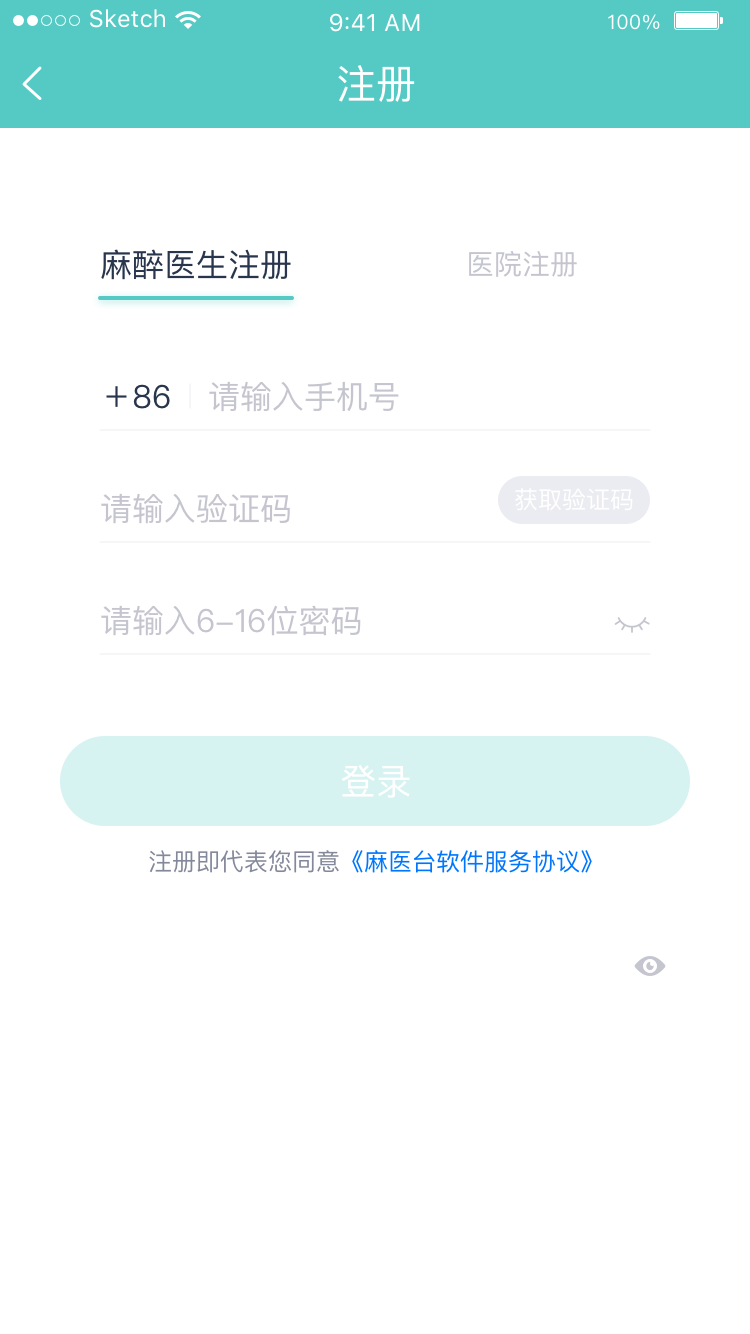 Sketch 9:41 AM 100%
注册
麻醉医生注册 医院注册
+86 请输入手机号
请输入验证码 获取验证码
请输入6-16位密码
登录
注册即代表您同意《麻医台软件服务协议》